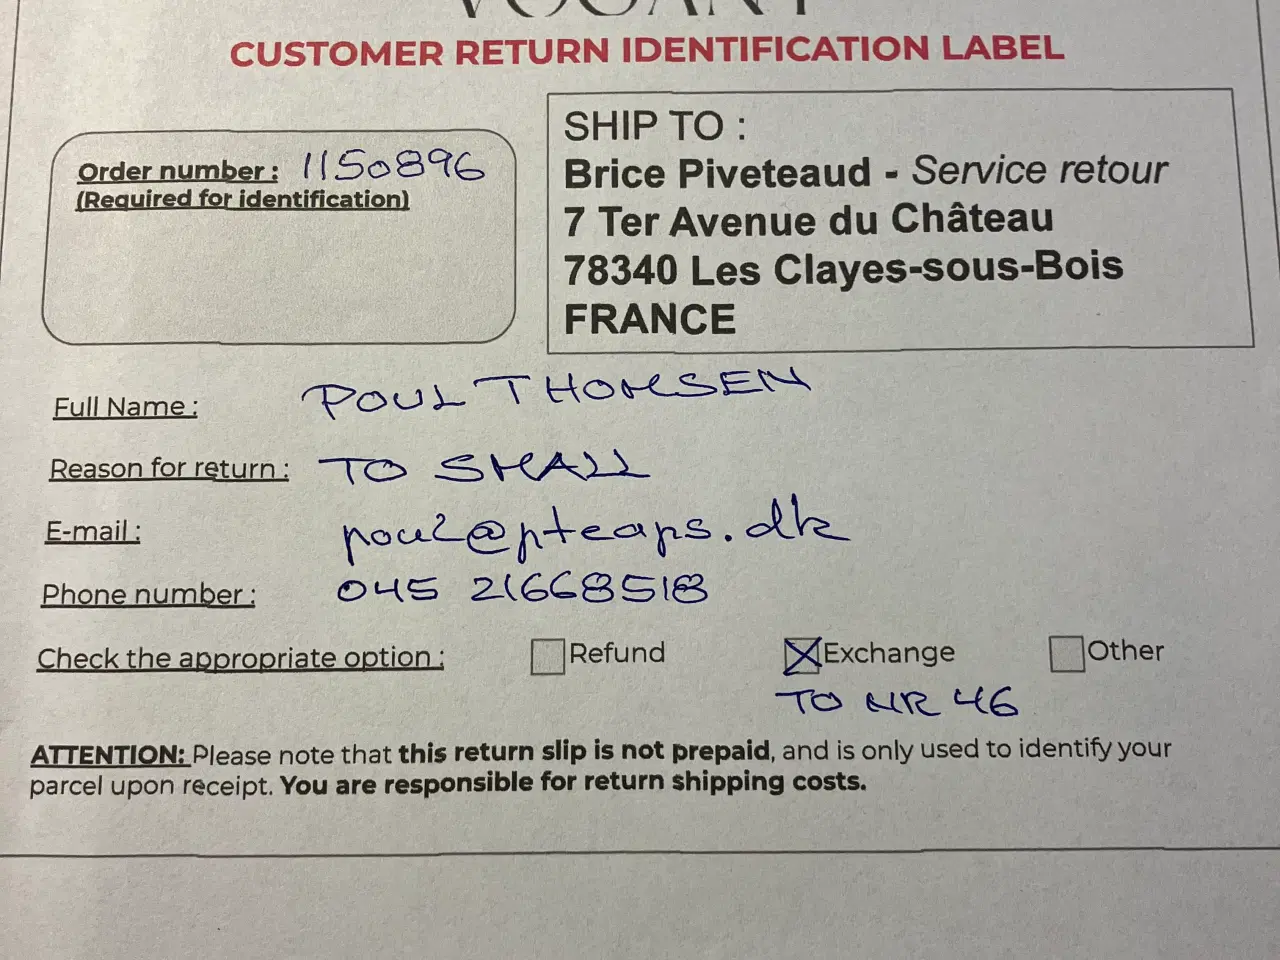 CUSTOMER RETURN IDENTIFICATION LABEL
Order number : 1150896
(Required for identification)
SHIP TO :
Brice Piveteaud - Service retour
7 Ter Avenue du Château
78340 Les Clayes-sous-Bois
FRANCE
Full Name : POUL THOMSEN
Reason for return : TO SMALL
E-mail : poul@pteaps.dk
Phone number : 045 21668518
Check the appropriate option : Refund Exchange Other
TO NR 46
ATTENTION: Please note that this return slip is not prepaid, and is only used to identify your
parcel upon receipt. You are responsible for return shipping costs.